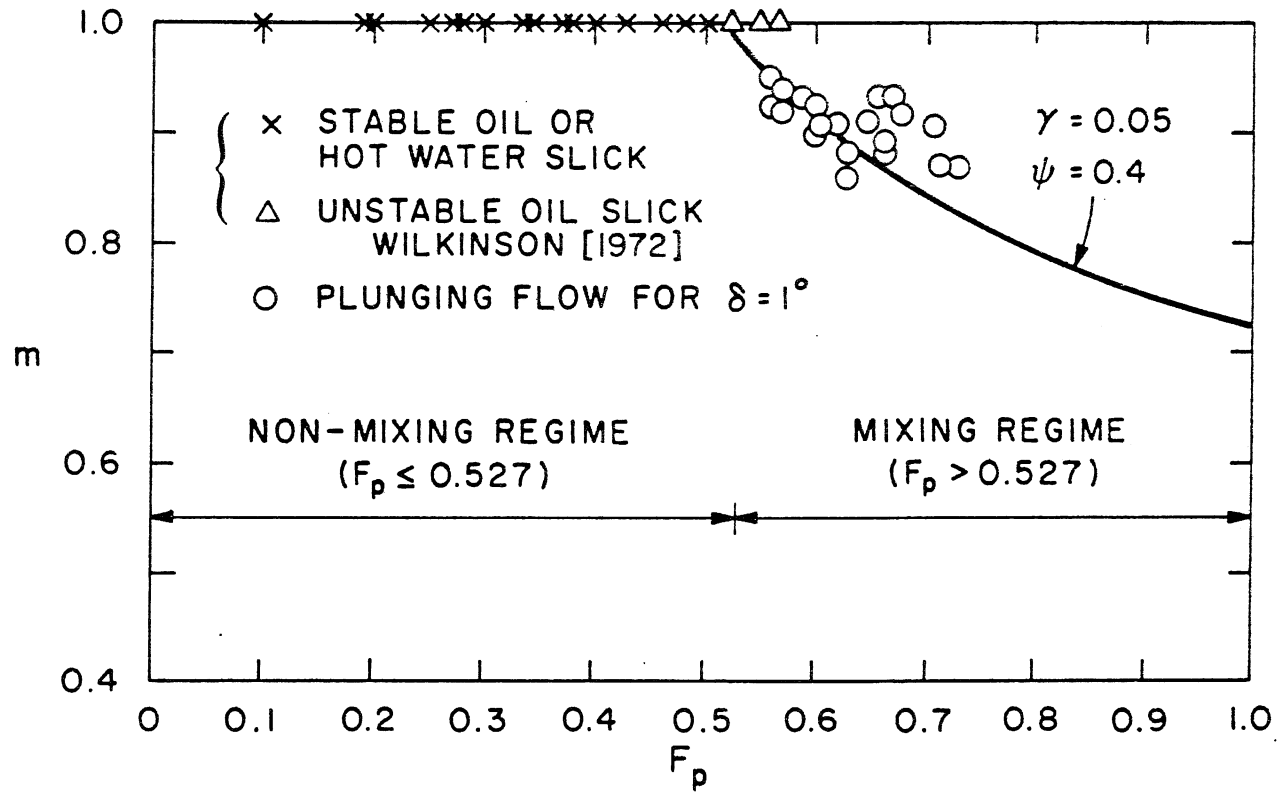 1.0
× STABLE OIL OR
HOT WATER SLICK
△ UNSTABLE OIL SLICK
WILKINSON [1972]
○ PLUNGING FLOW FOR δ = 1°
γ = 0.05
ψ = 0.4
0.8
m
NON-MIXING REGIME
(Fp ≤ 0.527)
MIXING REGIME
(Fp > 0.527)
0.6
0.4
0 0.1 0.2 0.3 0.4 0.5 0.6 0.7 0.8 0.9 1.0
Fp